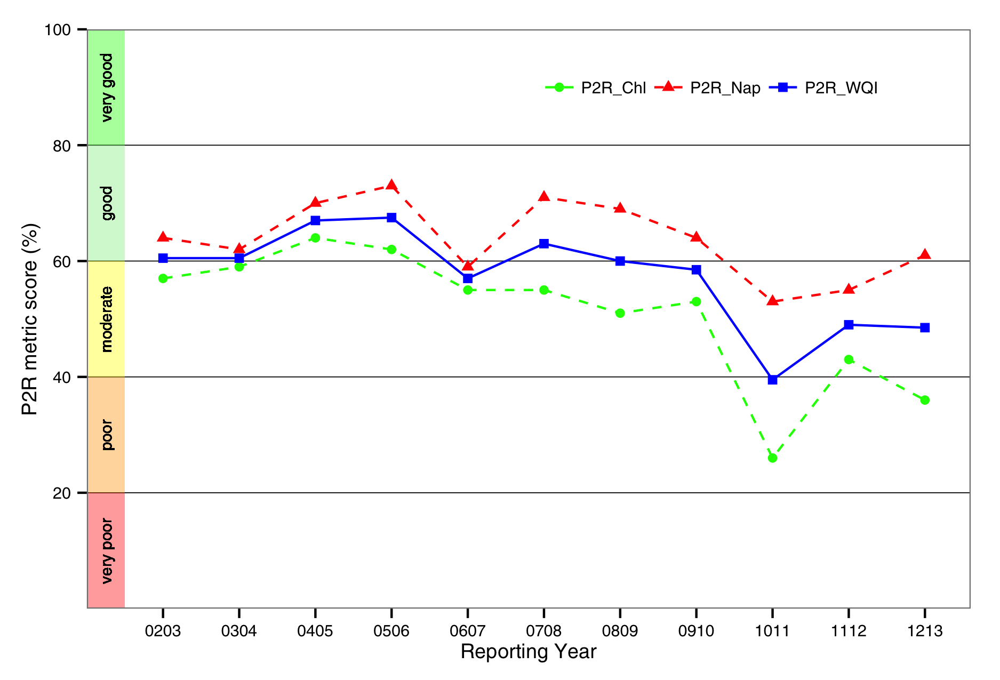 100
80
60
40
20
P2R metric score (%)
very good
good
moderate
poor
very poor
P2R_Chl P2R_Nap P2R_WQI
0203 0304 0405 0506 0607 0708 0809 0910 1011 1112 1213
Reporting Year